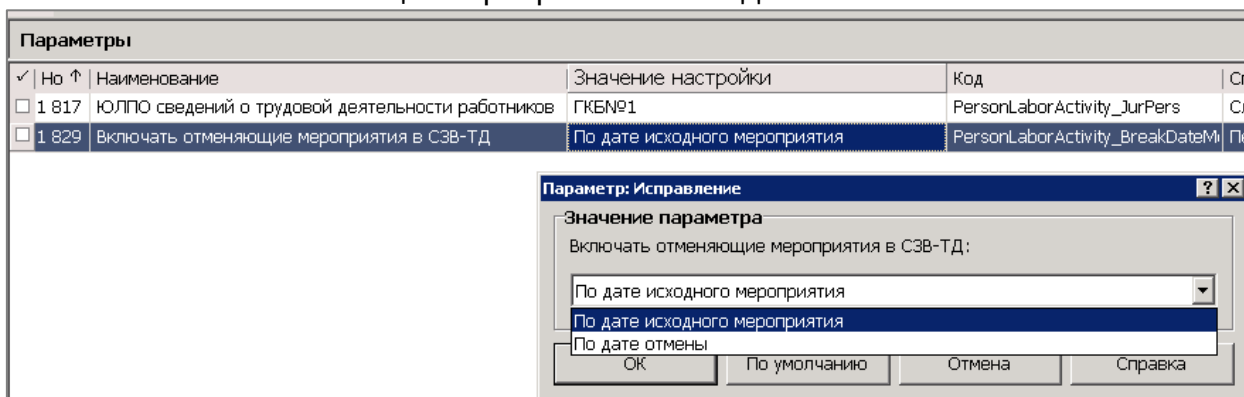 Параметры
✓ Но ↑ Наименование Значение настройки Код
1 817 ЮЛПО сведений о трудовой деятельности работников ГКБ№1 PersonLaborActivity_JurPers
1 829 Включать отменяющие мероприятия в СЗВ-ТД По дате исходного мероприятия
Параметр: Исправление
Значение параметра
Включать отменяющие мероприятия в СЗВ-ТД:
По дате исходного мероприятия
По дате исходного мероприятия
По дате отмены
ОК По умолчанию Отмена Справка